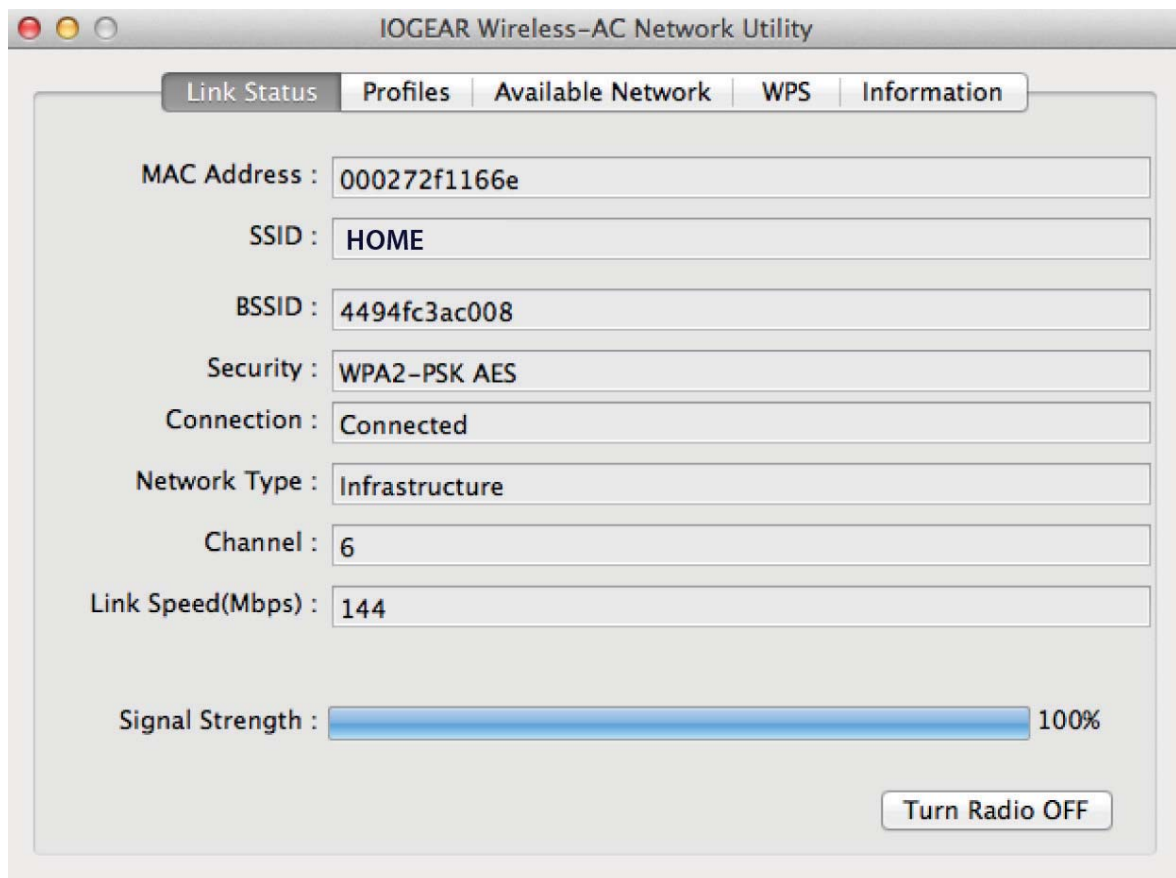 IOGEAR Wireless-AC Network Utility
Link Status Profiles Available Network WPS Information
MAC Address : 000272f1166e
SSID : HOME
BSSID : 4494fc3ac008
Security : WPA2-PSK AES
Connection : Connected
Network Type : Infrastructure
Channel : 6
Link Speed(Mbps) : 144
Signal Strength : 100%
Turn Radio OFF